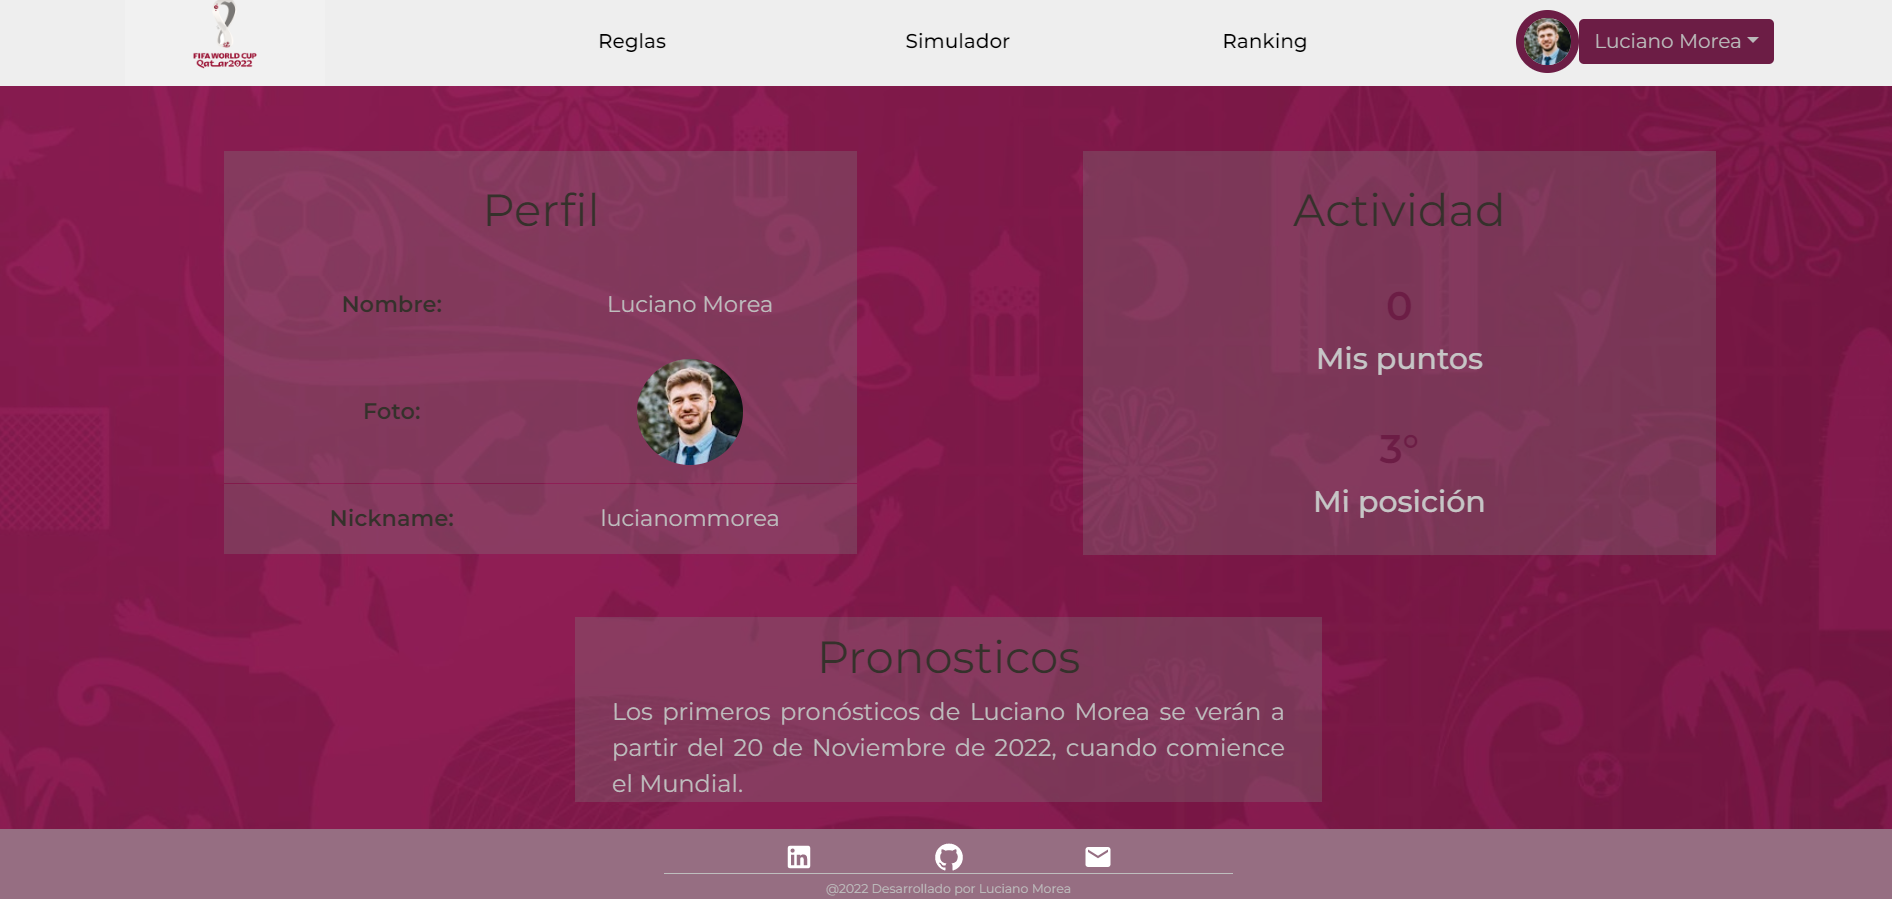 FIFA WORLD CUP
Qatar2022
Reglas
Simulador
Ranking
Luciano Morea
Perfil
Nombre:
Luciano Morea
Foto:
Nickname:
lucianommorea
Actividad
0
Mis puntos
3°
Mi posición
Pronosticos
Los primeros pronósticos de Luciano Morea se verán a
partir del 20 de Noviembre de 2022, cuando comience
el Mundial.
@2022 Desarrollado por Luciano Morea